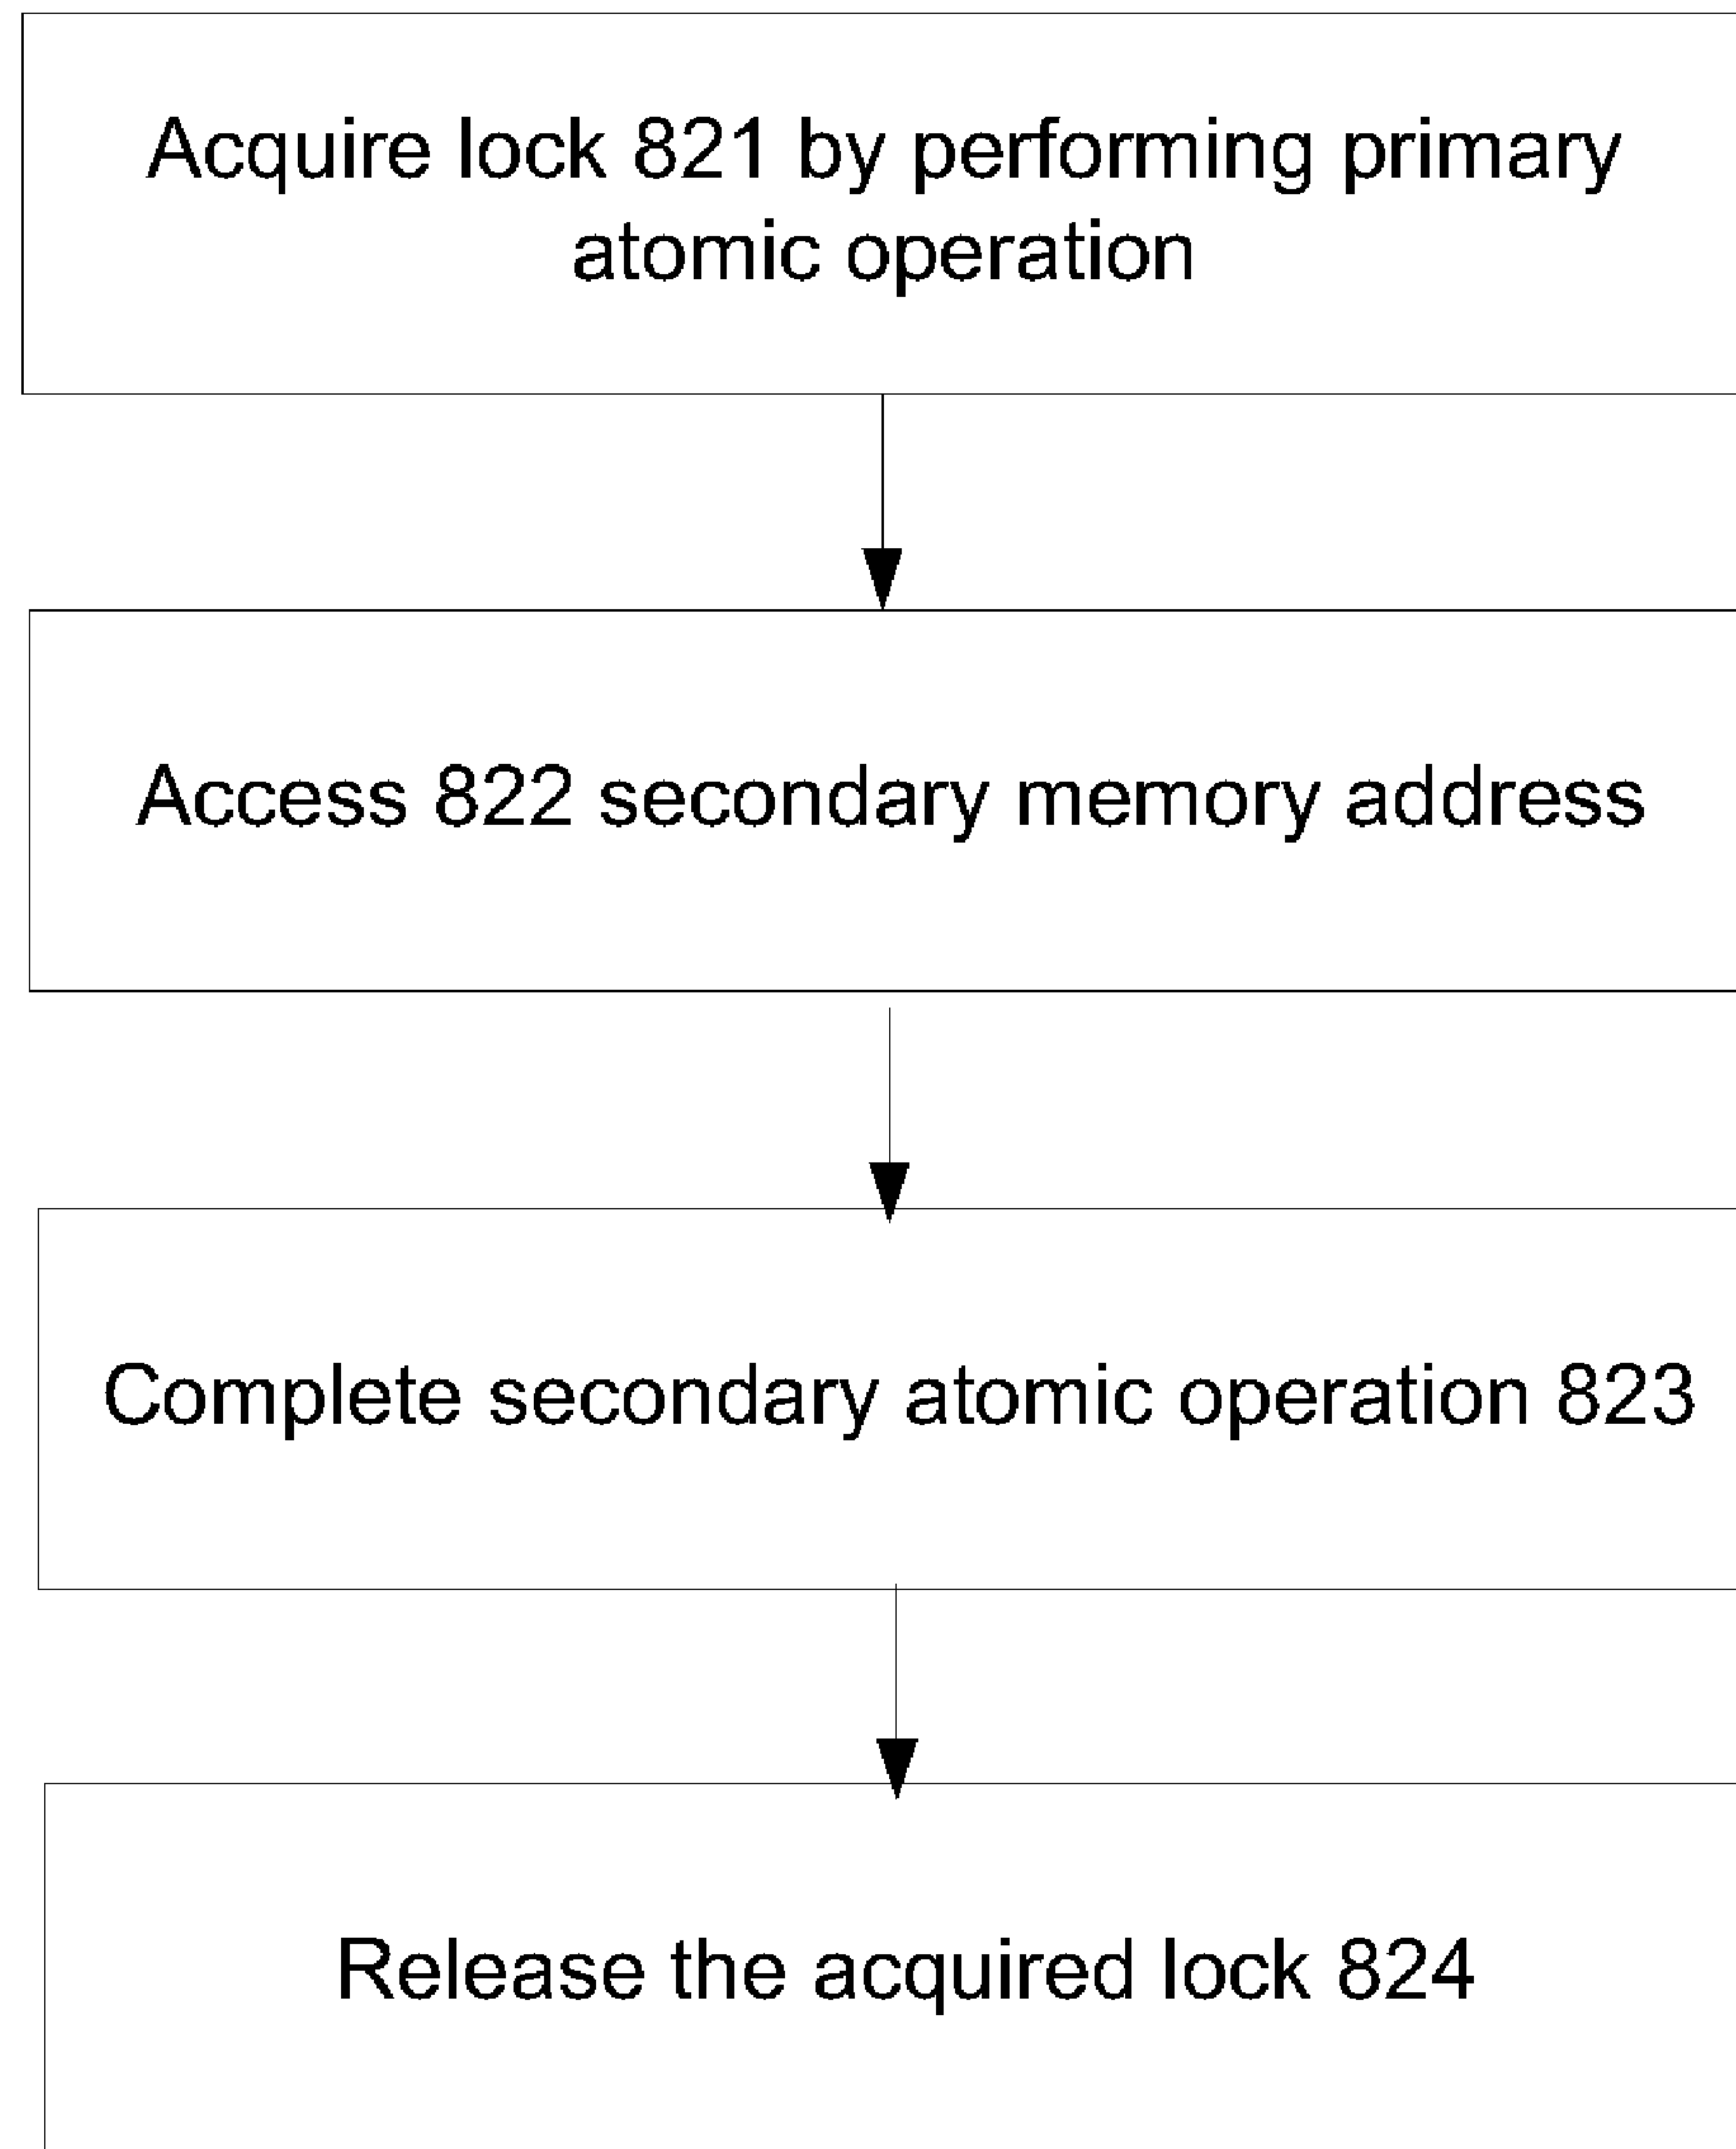 Acquire lock 821 by performing primary
atomic operation
Access 822 secondary memory address
Complete secondary atomic operation 823
Release the acquired lock 824